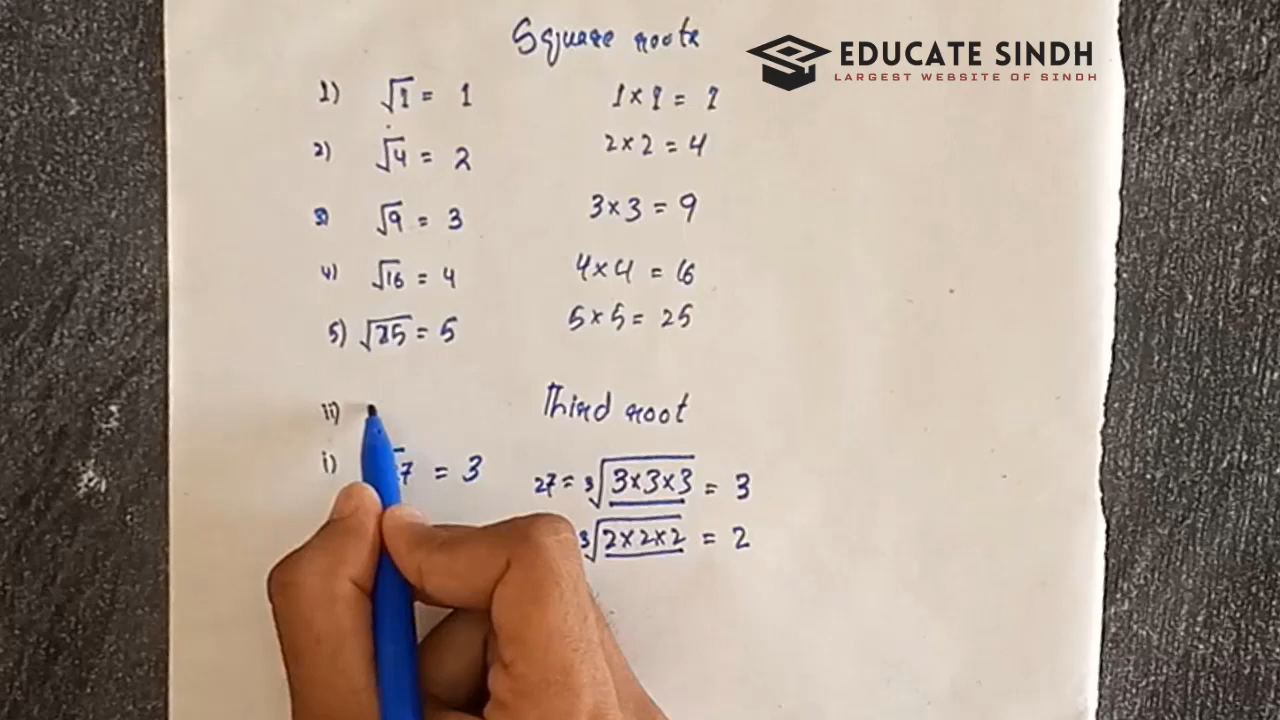 Square roots
EDUCATE SINDH
LARGEST WEBSITE OF SINDH
1) √1 = 1 1×1 = 1
2) √4 = 2 2×2 = 4
3) √9 = 3 3×3 = 9
4) √16 = 4 4×4 = 16
5) √25 = 5 5×5 = 25
ii) Third root
i) 7 = 3 27 = ³√3×3×3 = 3
³√2×2×2 = 2